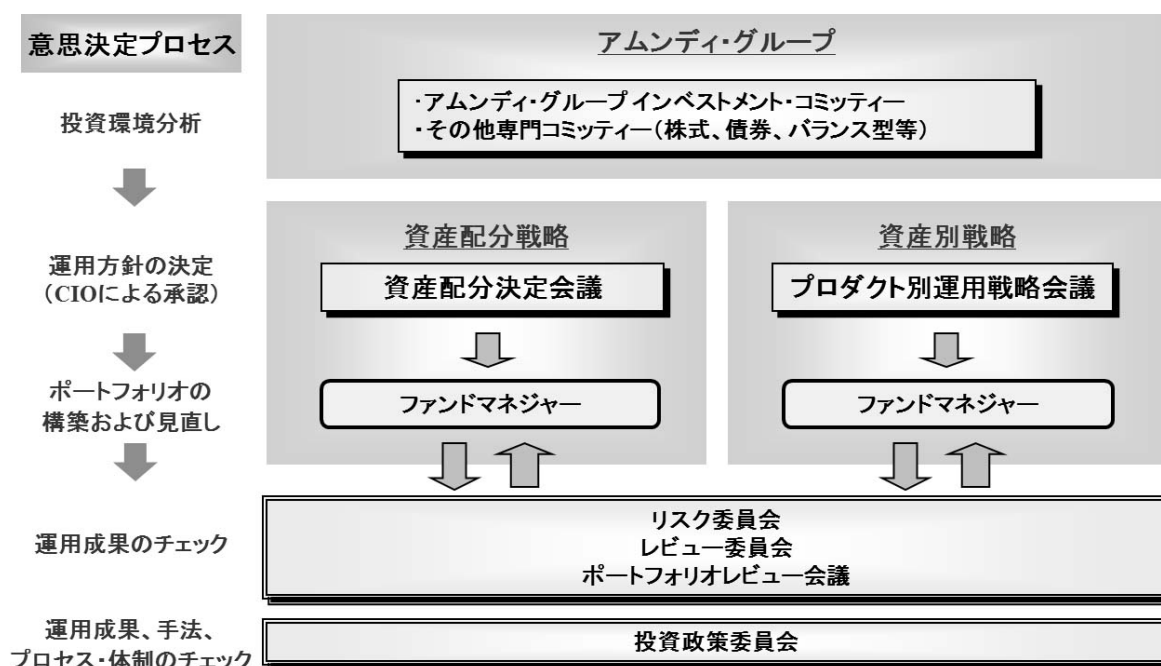 意思決定プロセス
アムンディ・グループ
・アムンディ・グループ インベストメント・コミッティー
・その他専門コミッティー(株式、債券、バランス型等)
投資環境分析
資産配分戦略
資産別戦略
運用方針の決定
(CIOによる承認)
資産配分決定会議
プロダクト別運用戦略会議
ポートフォリオの
構築および見直し
ファンドマネジャー
ファンドマネジャー
運用成果のチェック
リスク委員会
レビュー委員会
ポートフォリオレビュー会議
運用成果、手法、
プロセス・体制のチェック
投資政策委員会